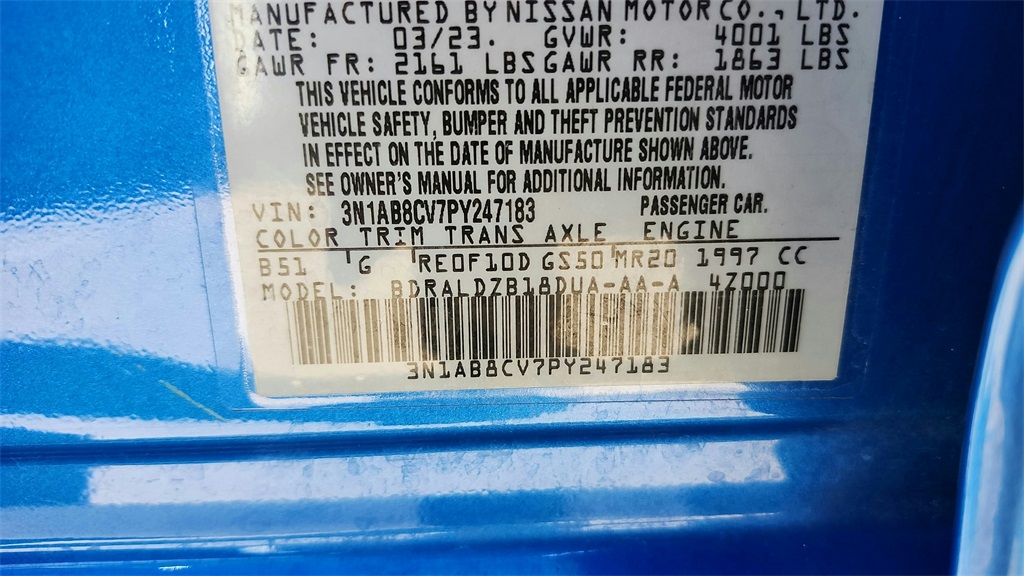 MANUFACTURED BY NISSAN MOTOR CO., LTD.
DATE: 03/23. GVWR: 4001 LBS
GAWR FR: 2161 LBS GAWR RR: 1863 LBS
THIS VEHICLE CONFORMS TO ALL APPLICABLE FEDERAL MOTOR
VEHICLE SAFETY, BUMPER AND THEFT PREVENTION STANDARDS
IN EFFECT ON THE DATE OF MANUFACTURE SHOWN ABOVE.
SEE OWNER'S MANUAL FOR ADDITIONAL INFORMATION.
VIN: 3N1AB8CV7PY247183 PASSENGER CAR.
COLOR TRIM TRANS AXLE ENGINE
B51 G RE0F10D GS50 MR20 1997 CC
MODEL: BDRALDZB18DUA-AA-A 4Z000
3N1AB8CV7PY247183